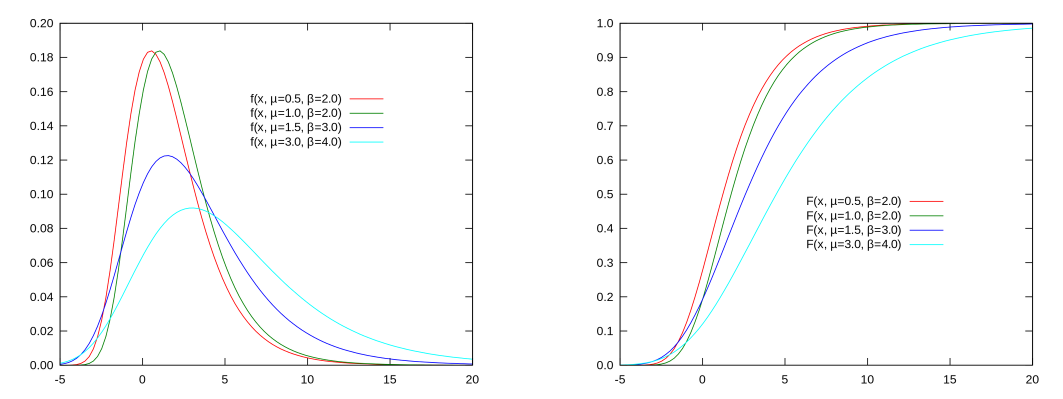 0.20
0.18
0.16
0.14
0.12
0.10
0.08
0.06
0.04
0.02
0.00
-5 0 5 10 15 20
f(x, μ=0.5, β=2.0)
f(x, μ=1.0, β=2.0)
f(x, μ=1.5, β=3.0)
f(x, μ=3.0, β=4.0)
1.0
0.9
0.8
0.7
0.6
0.5
0.4
0.3
0.2
0.1
0.0
-5 0 5 10 15 20
F(x, μ=0.5, β=2.0)
F(x, μ=1.0, β=2.0)
F(x, μ=1.5, β=3.0)
F(x, μ=3.0, β=4.0)